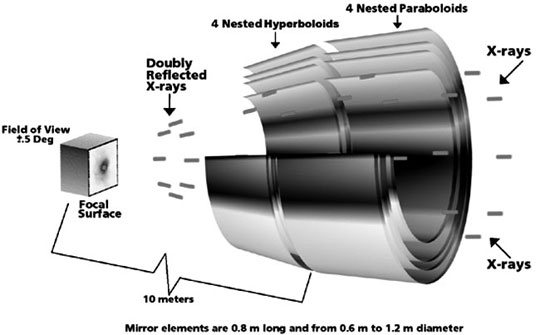 4 Nested Paraboloids
4 Nested Hyperboloids
X-rays
Doubly
Reflected
X-rays
Field of View
±.5 Deg
Focal
Surface
X-rays
10 meters
Mirror elements are 0.8 m long and from 0.6 m to 1.2 m diameter